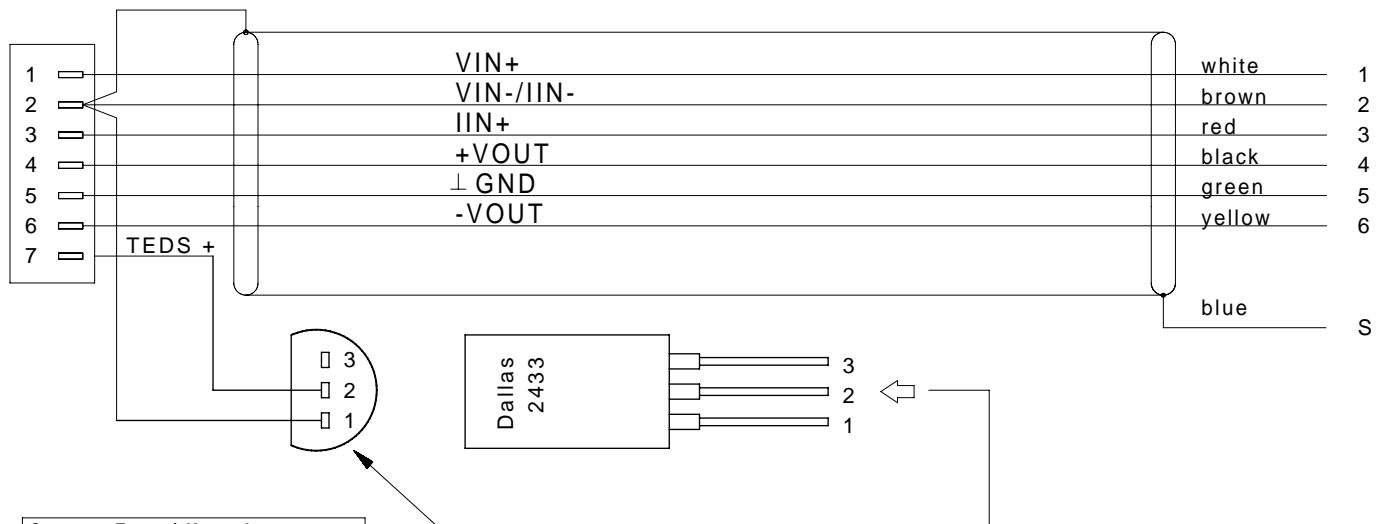 1 VIN+ white 1
2 VIN-/IIN- brown 2
3 IIN+ red 3
4 +VOUT black 4
5 ⊥ GND green 5
6 -VOUT yellow 6
7 TEDS +
blue S
3
2
1
Dallas
2433
3
2
1